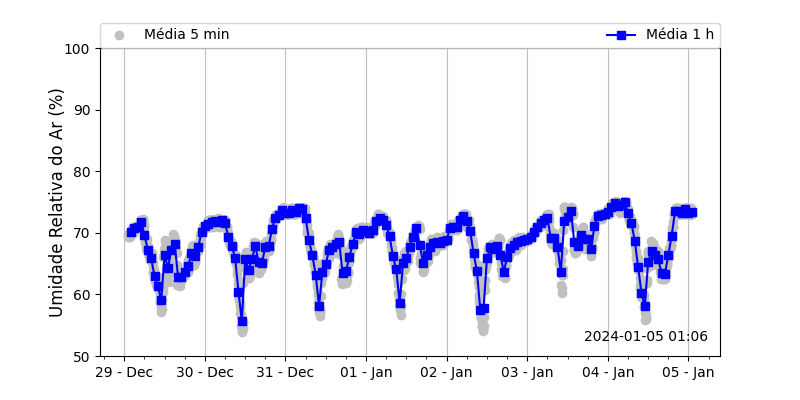 Média 5 min
Média 1 h
Umidade Relativa do Ar (%)
100
90
80
70
60
50
2024-01-05 01:06
29 - Dec
30 - Dec
31 - Dec
01 - Jan
02 - Jan
03 - Jan
04 - Jan
05 - Jan